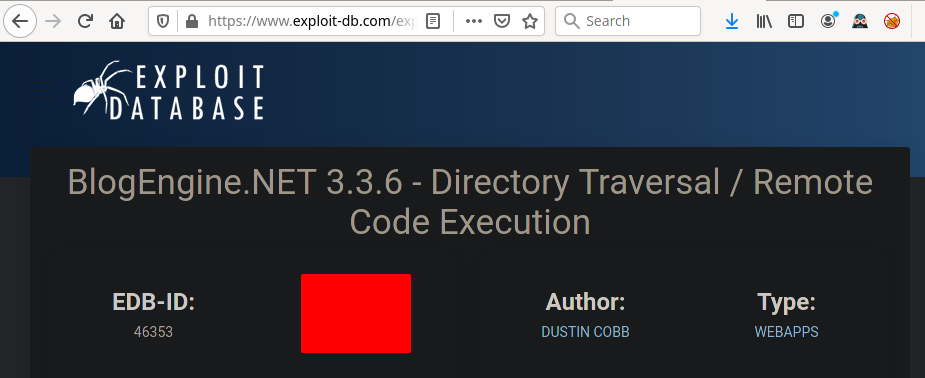 https://www.exploit-db.com/exp
Search
EXPLOIT
DATABASE
BlogEngine.NET 3.3.6 - Directory Traversal / Remote
Code Execution
EDB-ID:
46353
Author:
DUSTIN COBB
Type:
WEBAPPS